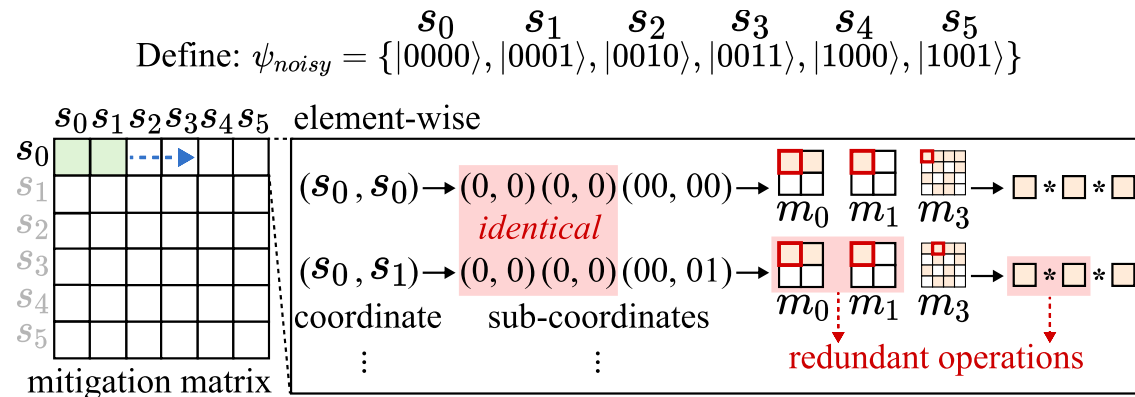 s₀ s₁ s₂ s₃ s₄ s₅
Define: ψₙₒᵢₛᵧ = {|0000⟩, |0001⟩, |0010⟩, |0011⟩, |1000⟩, |1001⟩}
s₀ s₁ s₂ s₃ s₄ s₅
s₀
s₁
s₂
s₃
s₄
s₅
mitigation matrix
element-wise
(s₀, s₀) → (0, 0) (0, 0) (00, 00) → → * *
m₀ m₁ m₃
identical
(s₀, s₁) → (0, 0) (0, 0) (00, 01) → → * *
m₀ m₁ m₃
coordinate sub-coordinates
redundant operations
⋮ ⋮